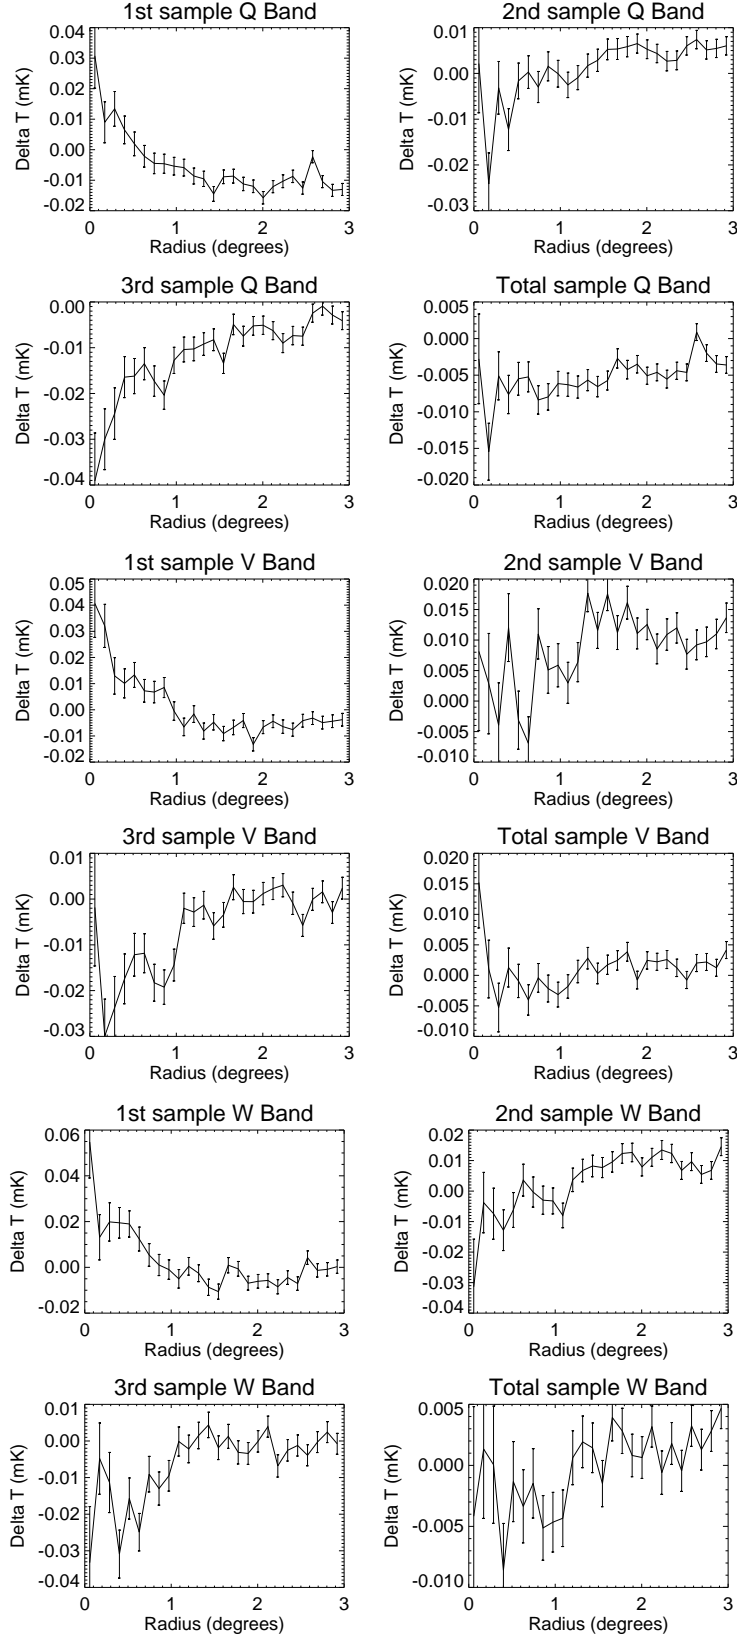 1st sample Q Band
0.04
0.03
0.02
0.01
0.00
-0.01
-0.02
Delta T (mK)
0 1 2 3
Radius (degrees)
2nd sample Q Band
0.01
0.00
-0.01
-0.02
-0.03
Delta T (mK)
0 1 2 3
Radius (degrees)
3rd sample Q Band
0.00
-0.01
-0.02
-0.03
-0.04
Delta T (mK)
0 1 2 3
Radius (degrees)
Total sample Q Band
0.005
0.000
-0.005
-0.010
-0.015
-0.020
Delta T (mK)
0 1 2 3
Radius (degrees)
1st sample V Band
0.05
0.04
0.03
0.02
0.01
-0.00
-0.01
-0.02
Delta T (mK)
0 1 2 3
Radius (degrees)
2nd sample V Band
0.020
0.015
0.010
0.005
0.000
-0.005
-0.010
Delta T (mK)
0 1 2 3
Radius (degrees)
3rd sample V Band
0.01
0.00
-0.01
-0.02
-0.03
Delta T (mK)
0 1 2 3
Radius (degrees)
Total sample V Band
0.020
0.015
0.010
0.005
0.000
-0.005
-0.010
Delta T (mK)
0 1 2 3
Radius (degrees)
1st sample W Band
0.06
0.04
0.02
0.00
-0.02
Delta T (mK)
0 1 2 3
Radius (degrees)
2nd sample W Band
0.02
0.01
0.00
-0.01
-0.02
-0.03
-0.04
Delta T (mK)
0 1 2 3
Radius (degrees)
3rd sample W Band
0.01
0.00
-0.01
-0.02
-0.03
-0.04
Delta T (mK)
0 1 2 3
Radius (degrees)
Total sample W Band
0.005
0.000
-0.005
-0.010
Delta T (mK)
0 1 2 3
Radius (degrees)